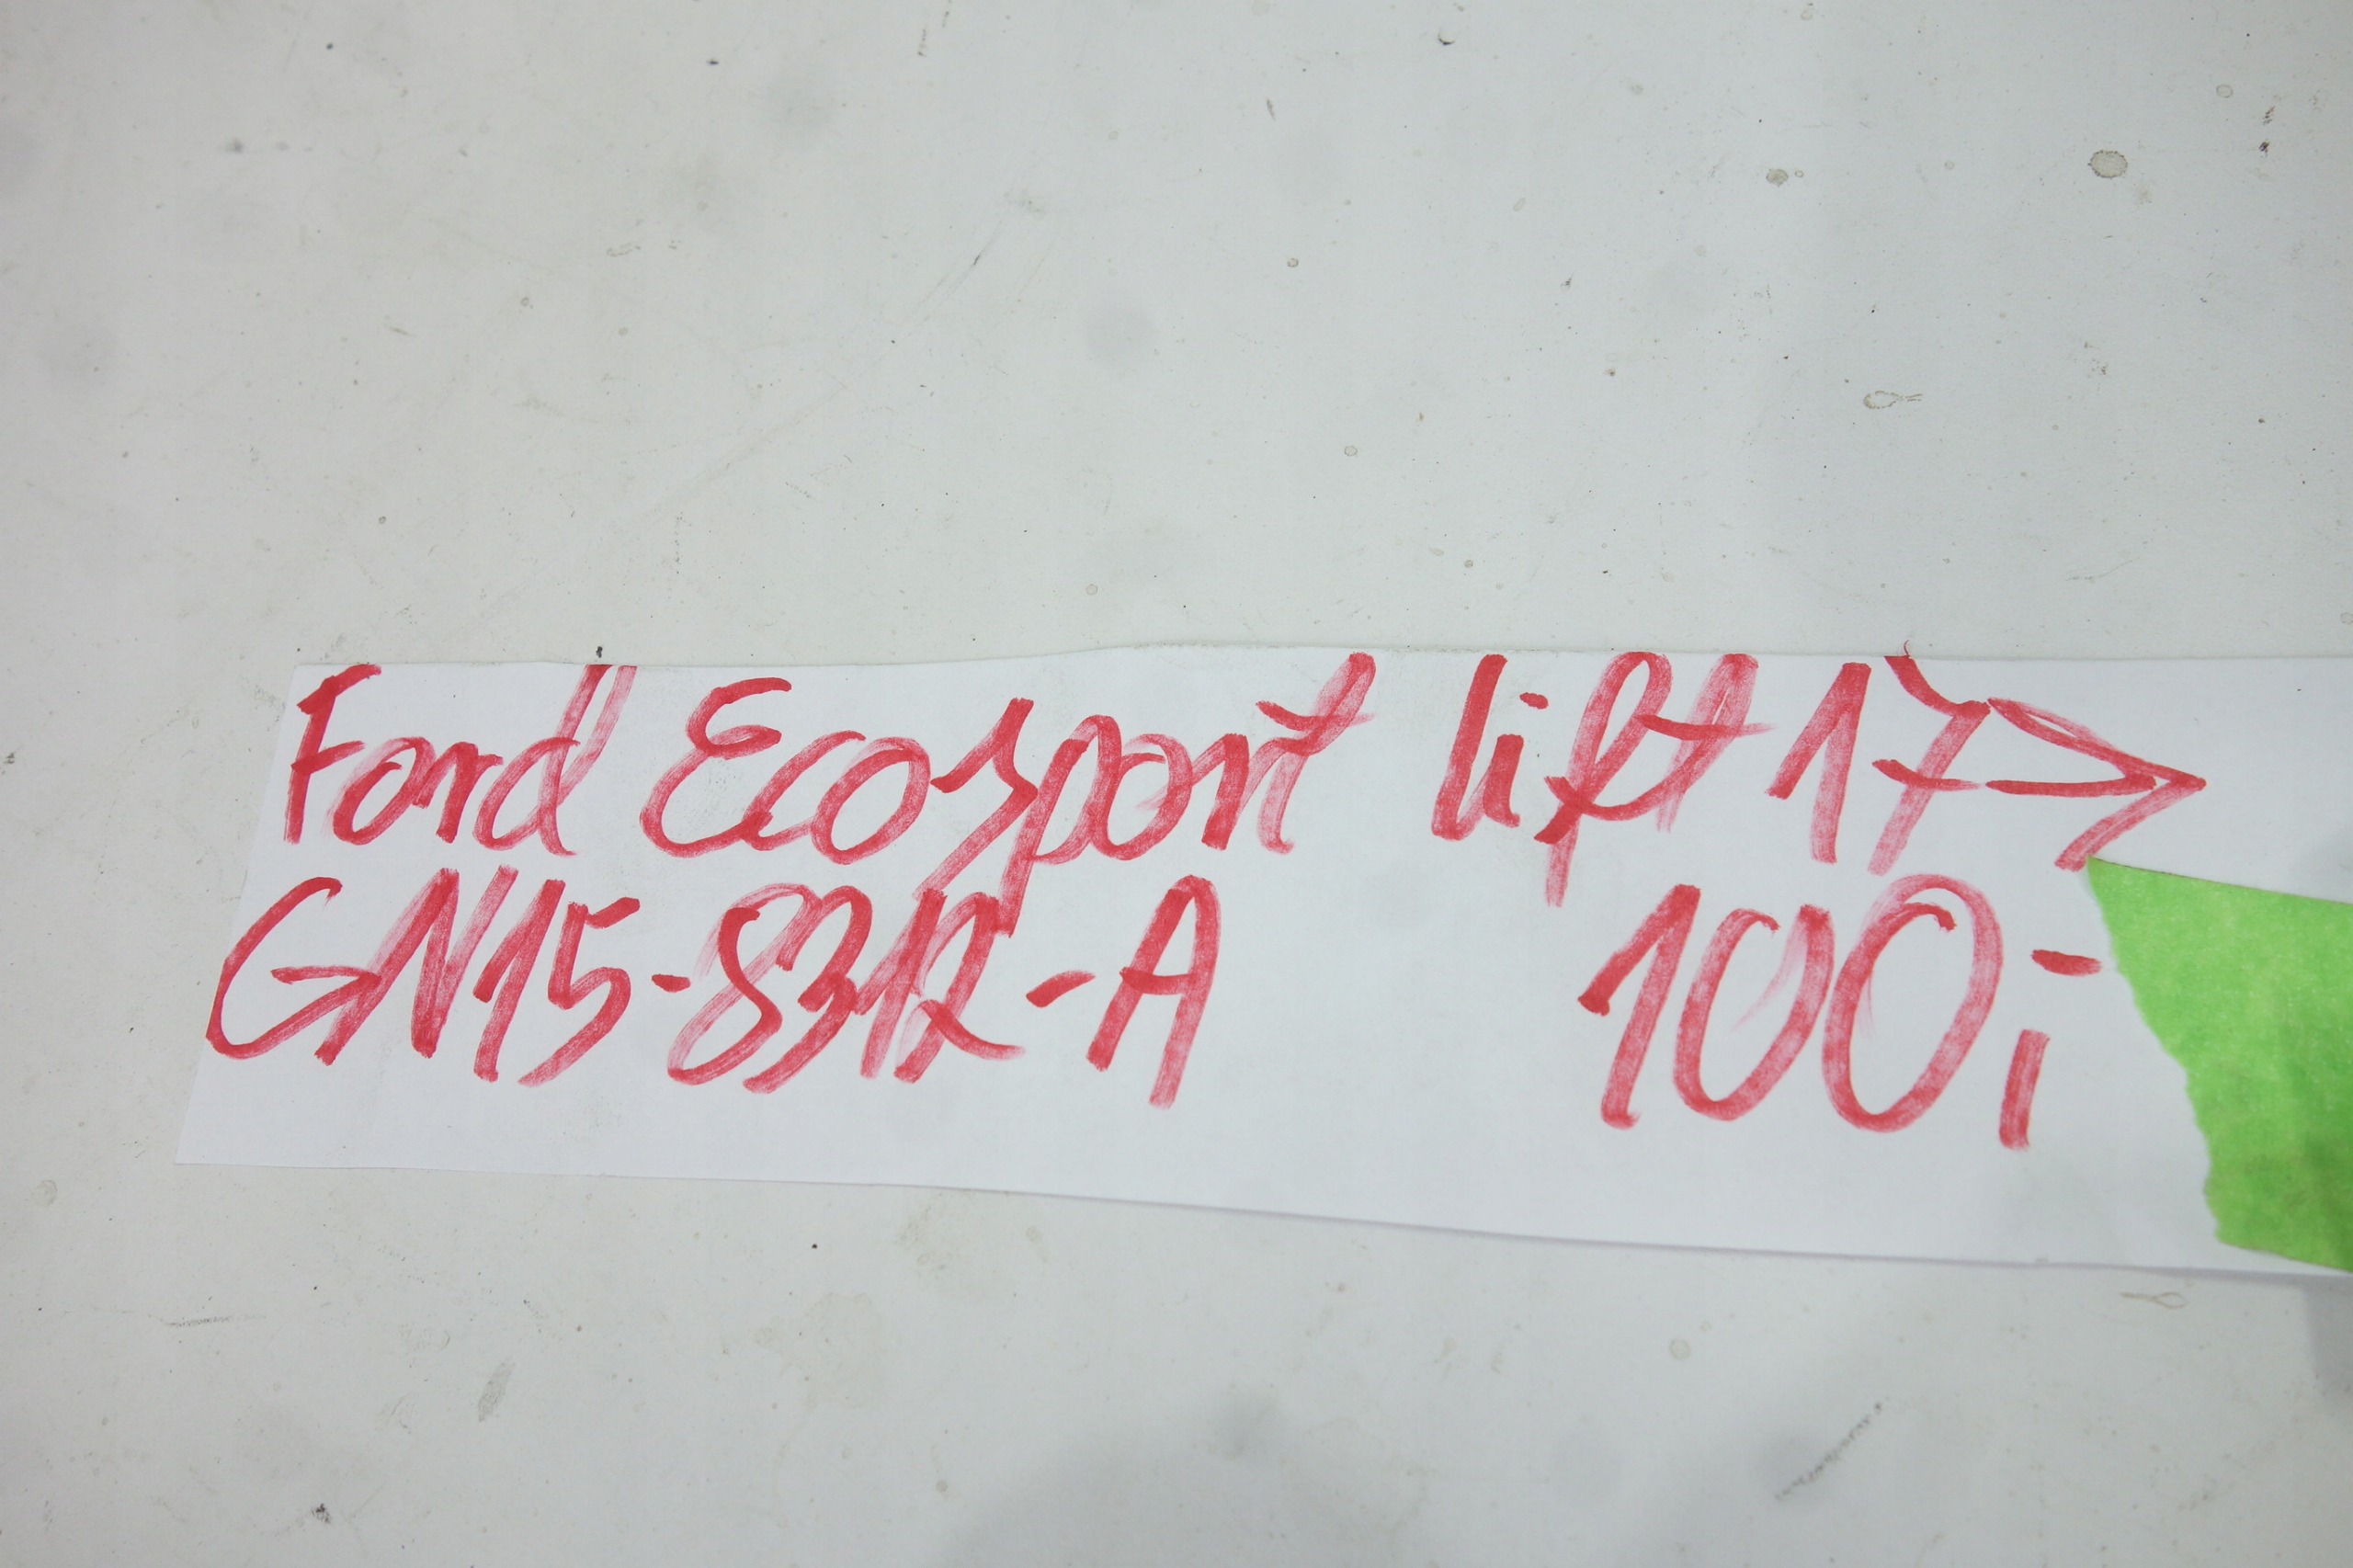 Ford Ecosport lift 17→
GN15-8312-A 100,-